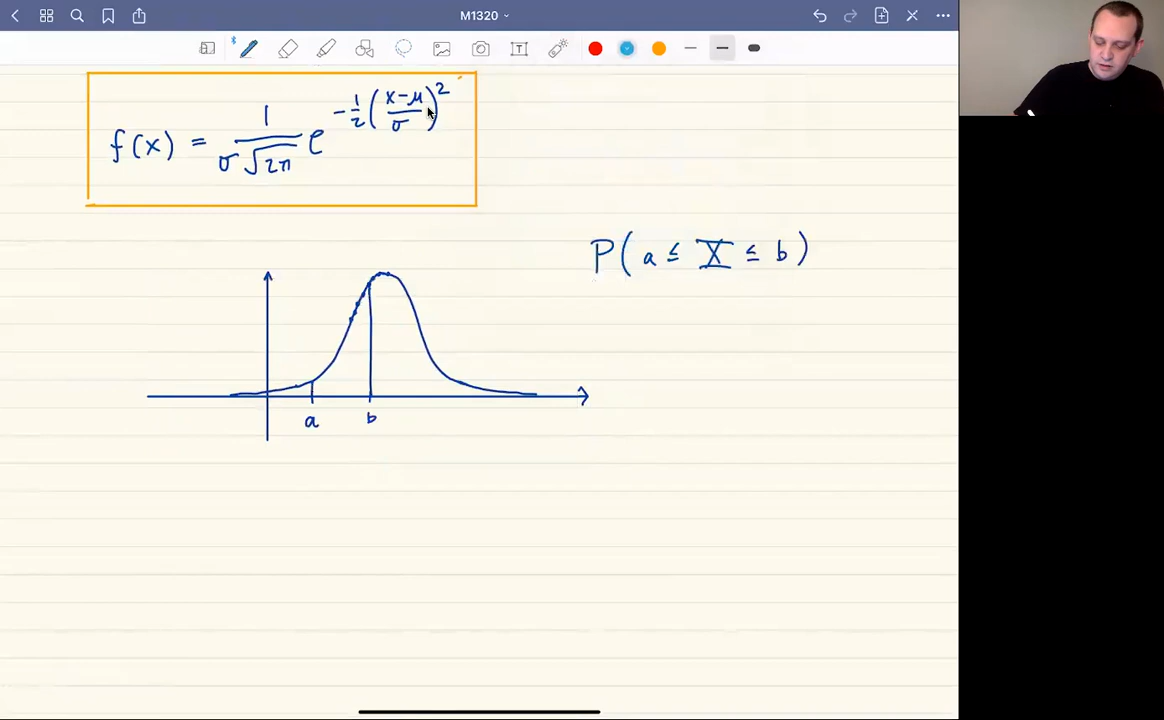 M1320
f(x) = 1/(σ√2π) e^(-1/2((x-μ)/σ)^2)
P(a ≤ X ≤ b)
a b